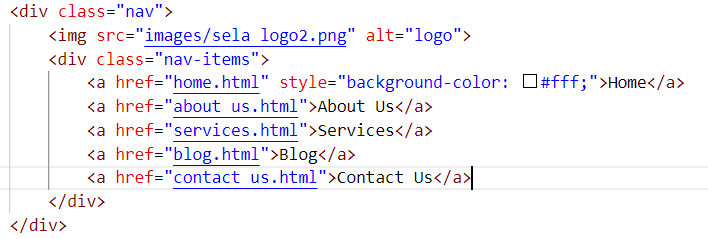 <div class="nav">
<img src="images/sela logo2.png" alt="logo">
<div class="nav-items">
<a href="home.html" style="background-color: #fff;">Home</a>
<a href="about us.html">About Us</a>
<a href="services.html">Services</a>
<a href="blog.html">Blog</a>
<a href="contact us.html">Contact Us</a>
</div>
</div>